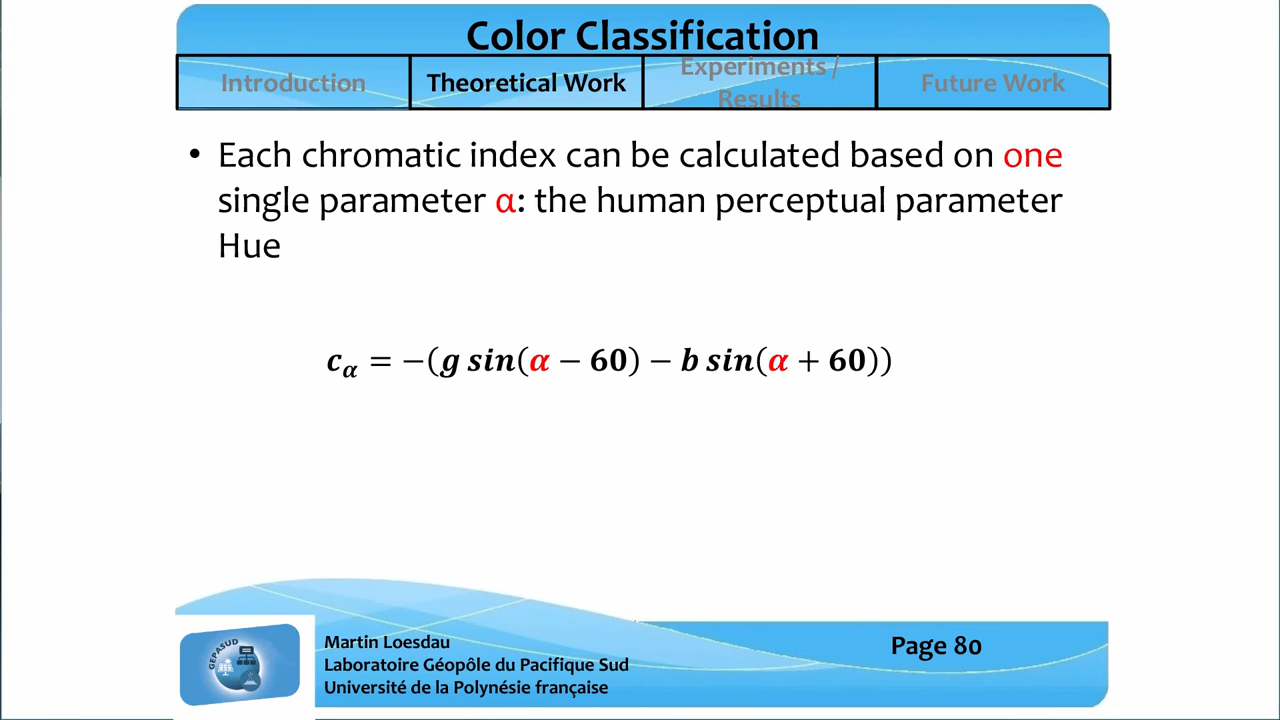 Color Classification
Introduction
Theoretical Work
Experiments /
Results
Future Work
• Each chromatic index can be calculated based on one
single parameter α: the human perceptual parameter
Hue
c_α = −(g sin(α − 60) − b sin(α + 60))
GEPASUD
Martin Loesdau
Laboratoire Géopôle du Pacifique Sud
Université de la Polynésie française
Page 80